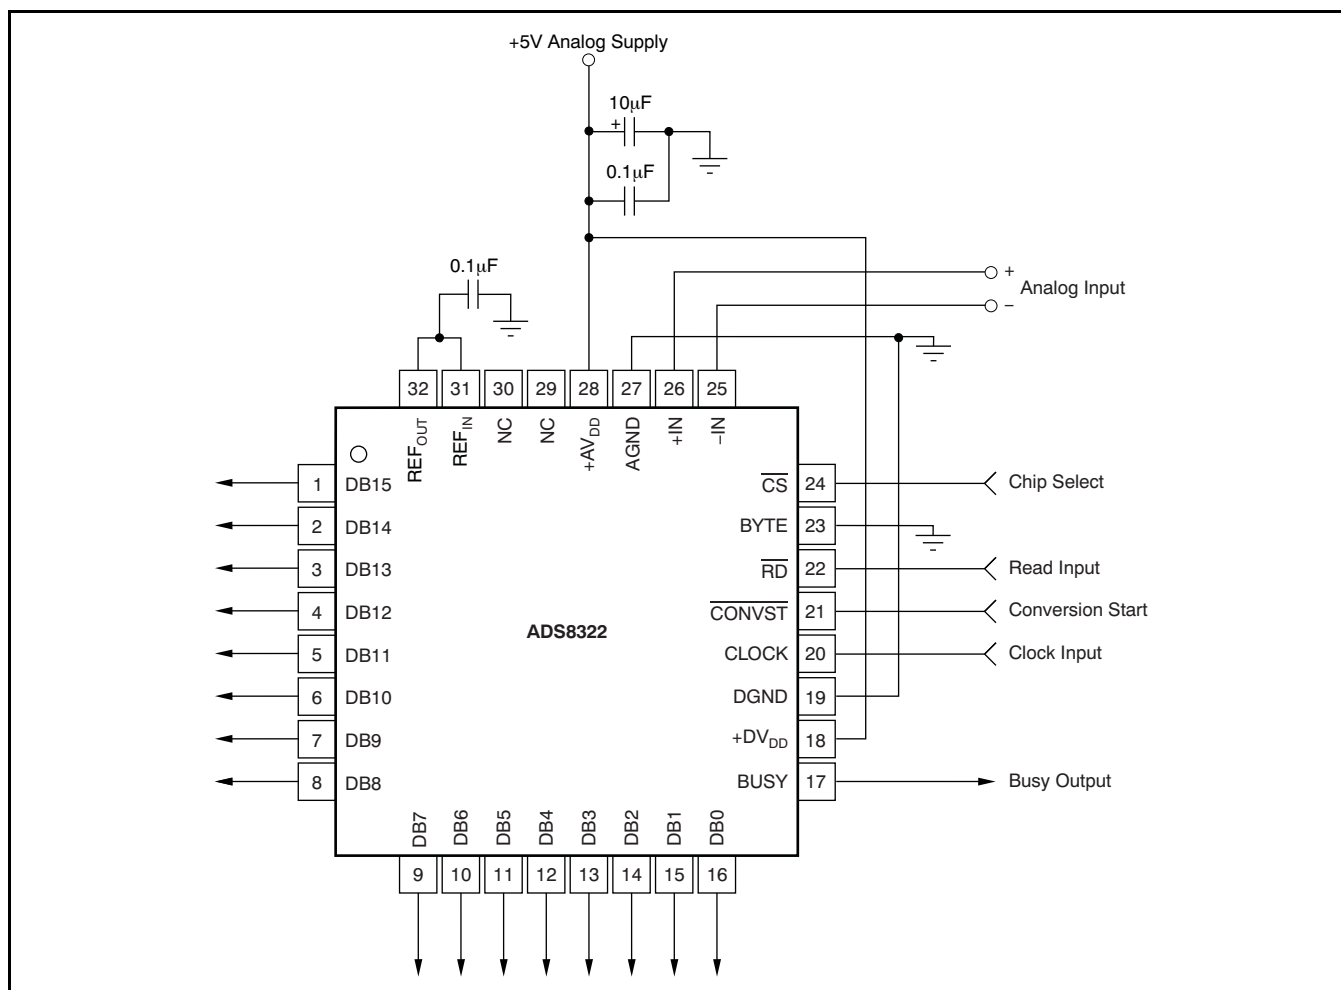 +5V Analog Supply
10µF
+
0.1µF
0.1µF
+
Analog Input
–
32 31 30 29 28 27 26 25
REFOUT REFIN NC NC +AVDD AGND +IN –IN
1 DB15
2 DB14
3 DB13
4 DB12
5 DB11
6 DB10
7 DB9
8 DB8
ADS8322
CS 24 Chip Select
BYTE 23
RD 22 Read Input
CONVST 21 Conversion Start
CLOCK 20 Clock Input
DGND 19
+DVDD 18
BUSY 17 Busy Output
DB7 DB6 DB5 DB4 DB3 DB2 DB1 DB0
9 10 11 12 13 14 15 16